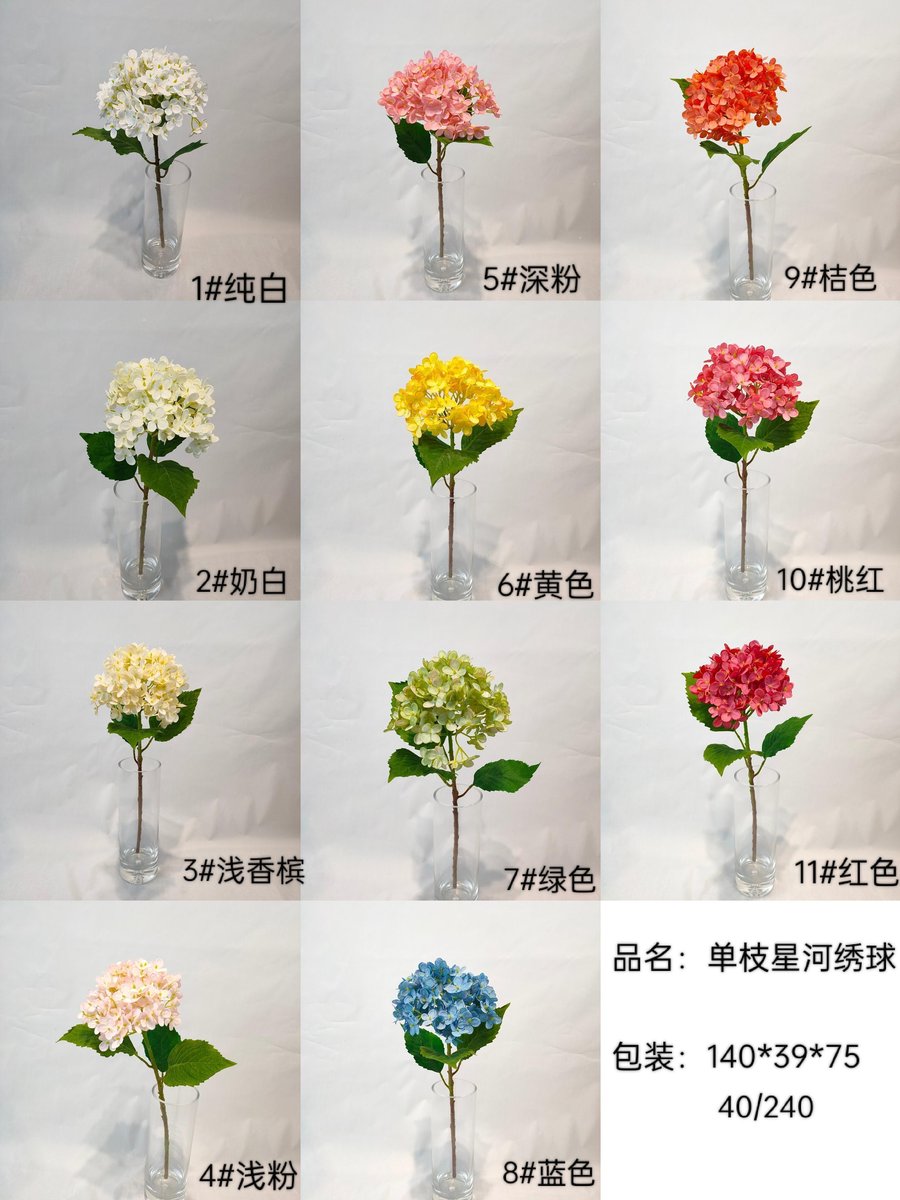 1#纯白
5#深粉
9#桔色
2#奶白
6#黄色
10#桃红
3#浅香槟
7#绿色
11#红色
4#浅粉
8#蓝色
品名：单枝星河绣球
包装：140*39*75
40/240